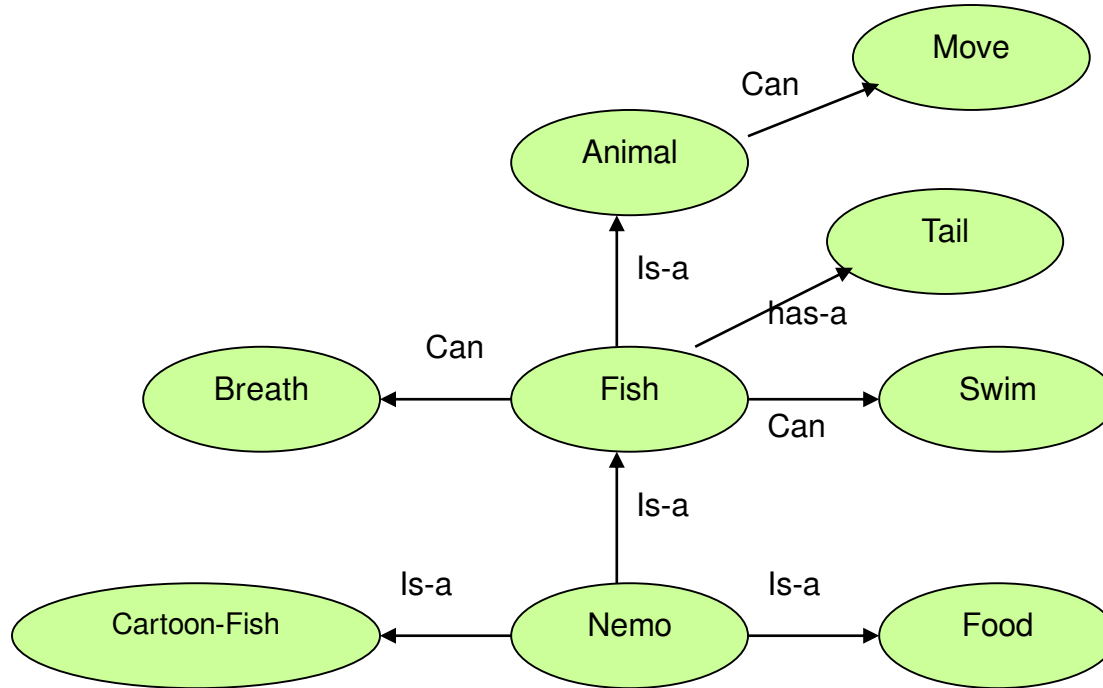 Move
Can
Animal
Tail
Is-a
has-a
Can
Breath
Fish
Swim
Can
Is-a
Is-a
Is-a
Cartoon-Fish
Nemo
Food